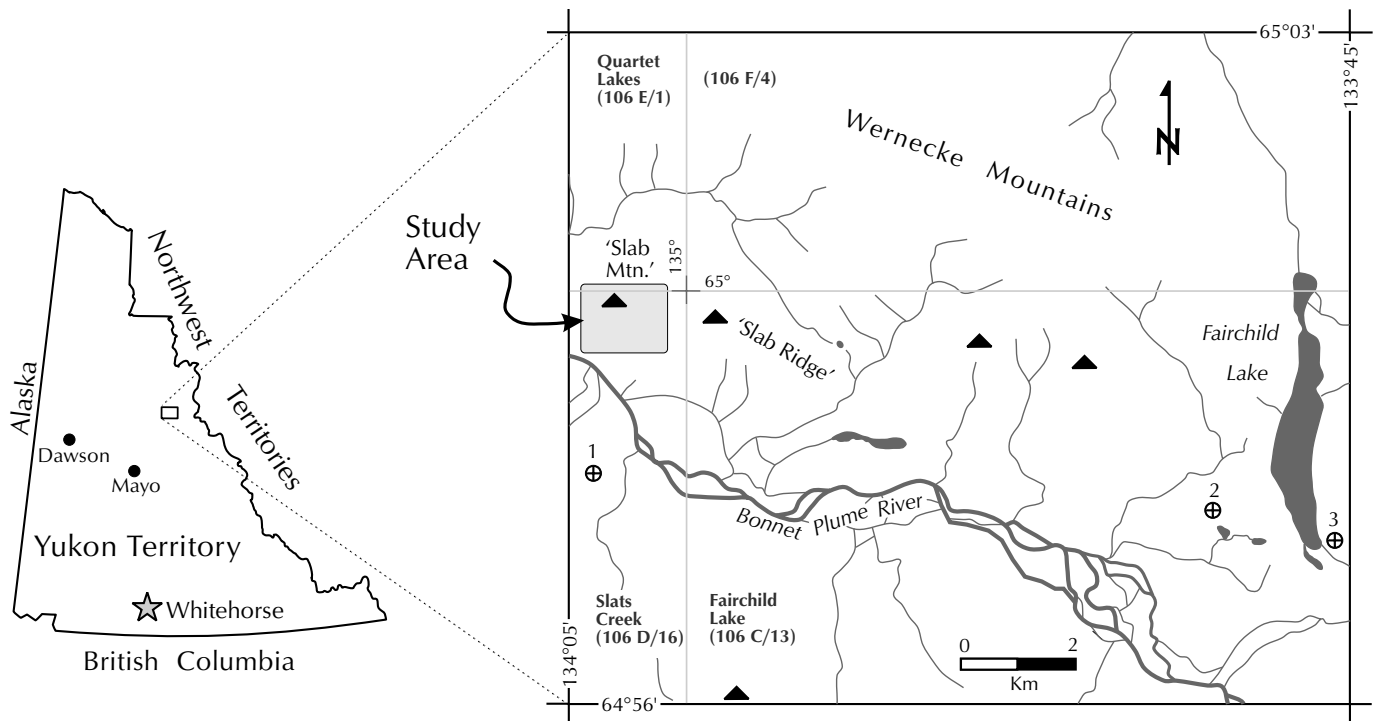 Alaska
Northwest
Territories
Dawson
Mayo
Yukon Territory
Whitehorse
British Columbia
Study
Area
65°03'
133°45'
Quartet
Lakes
(106 E/1)
(106 F/4)
N
Wernecke Mountains
'Slab
Mtn.'
135°
65°
'Slab Ridge'
Fairchild
Lake
1
2
3
Bonnet Plume River
Slats
Creek
(106 D/16)
Fairchild
Lake
(106 C/13)
0 2
Km
134°05'
64°56'